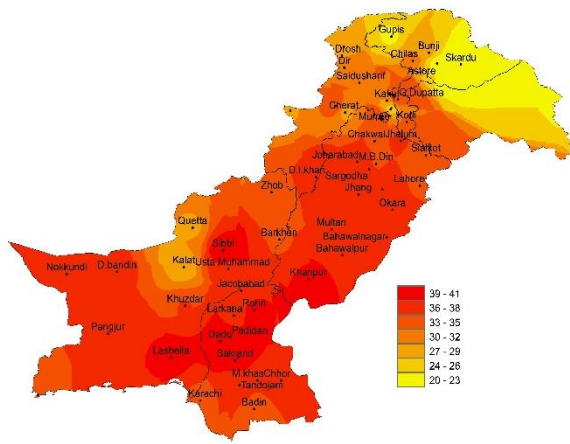 Gupis
Drosh
Bunji
Chilas
Dir
Skardu
Astore
Saidusharif
Kakul
G.Dupatta
Cherat
Kotli
Chakwal
Jhelum
Sialkot
Joharabad
M.B.Din
D.I.khan
Sargodha
Zhob
Jhang
Lahore
Okara
Quetta
Multan
Barkhan
Bahawalnagar
Sibbi
Bahawalpur
Kalat
Usta Muhammad
Nokkundi
D.bandin
Khanpur
Jacobabad
Khuzdar
Larkana
Rohri
Panjgur
Dadu
Padidan
Lasbella
Sakrand
M.khas
Chhor
Tandojam
Karachi
Badin
39 - 41
36 - 38
33 - 35
30 - 32
27 - 29
24 - 26
20 - 23